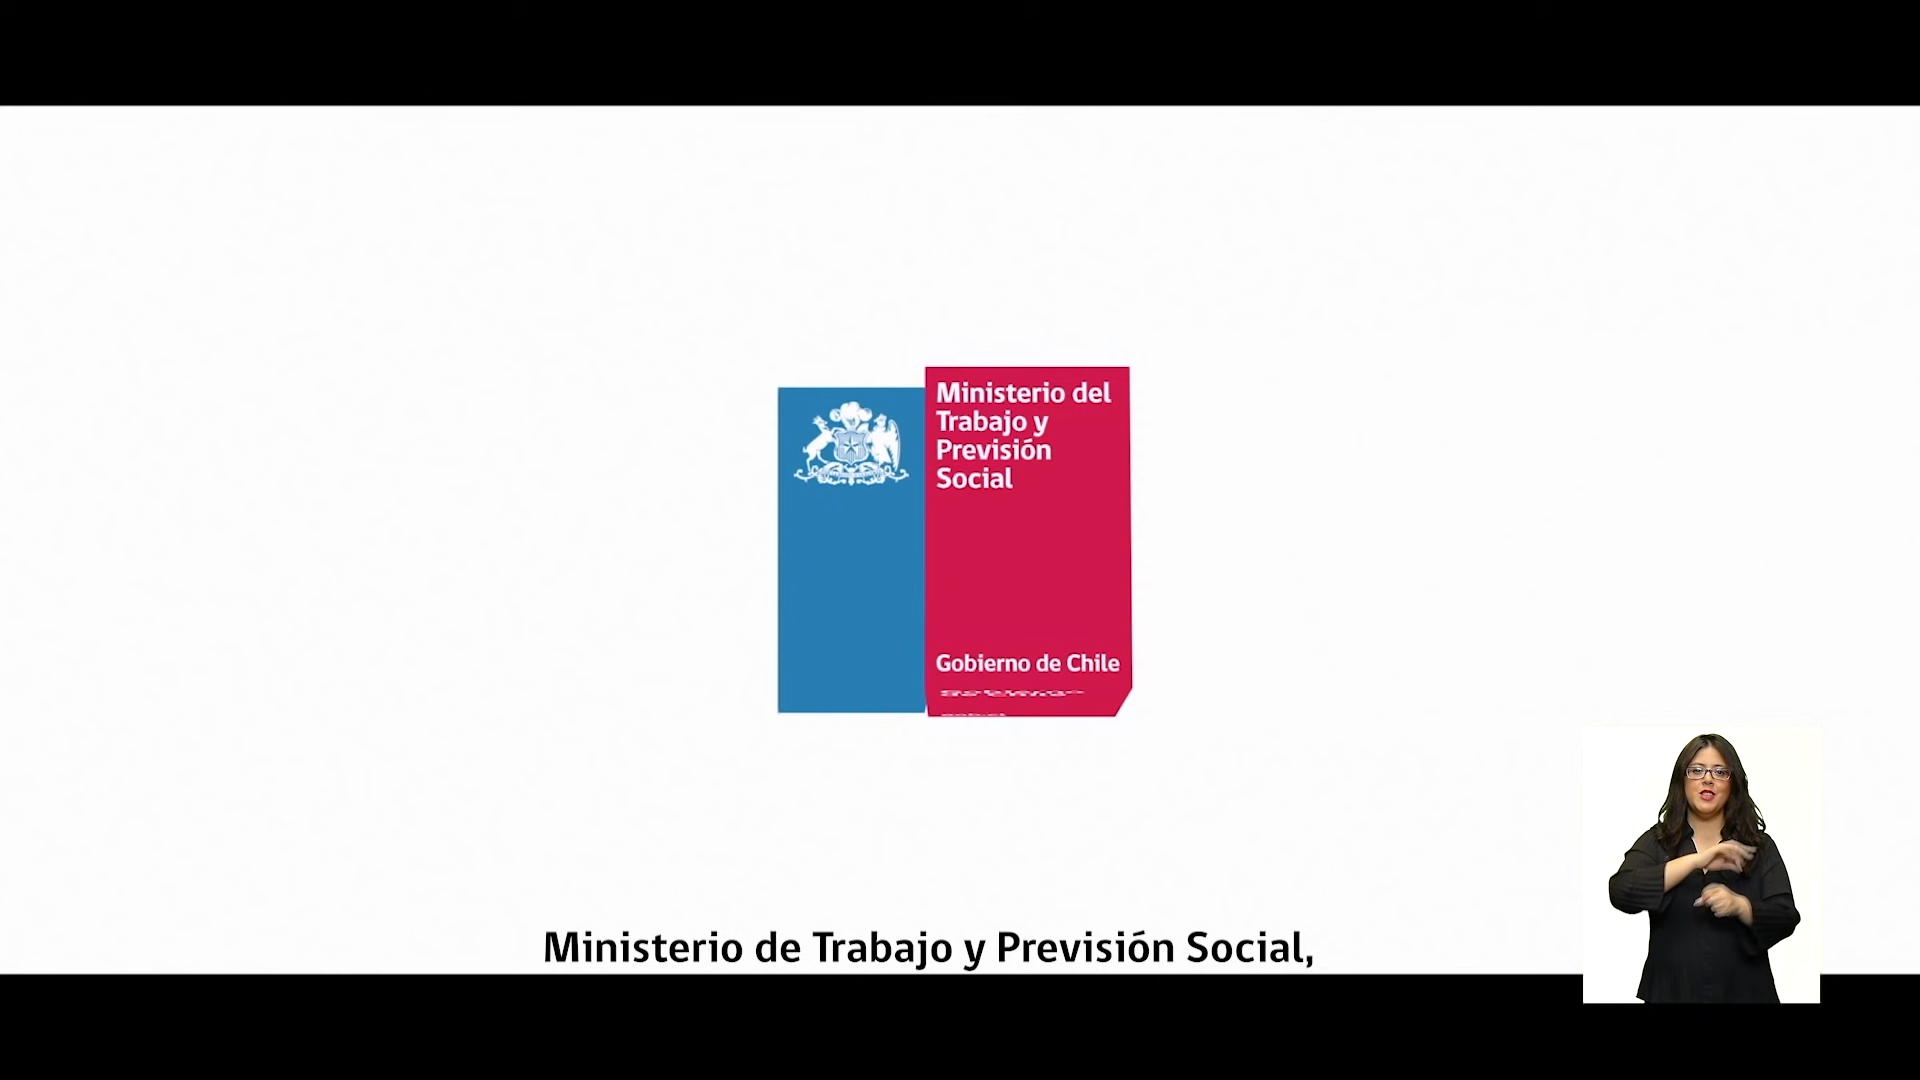 Ministerio del
Trabajo y
Previsión
Social
Gobierno de Chile
Ministerio de Trabajo y Previsión Social,